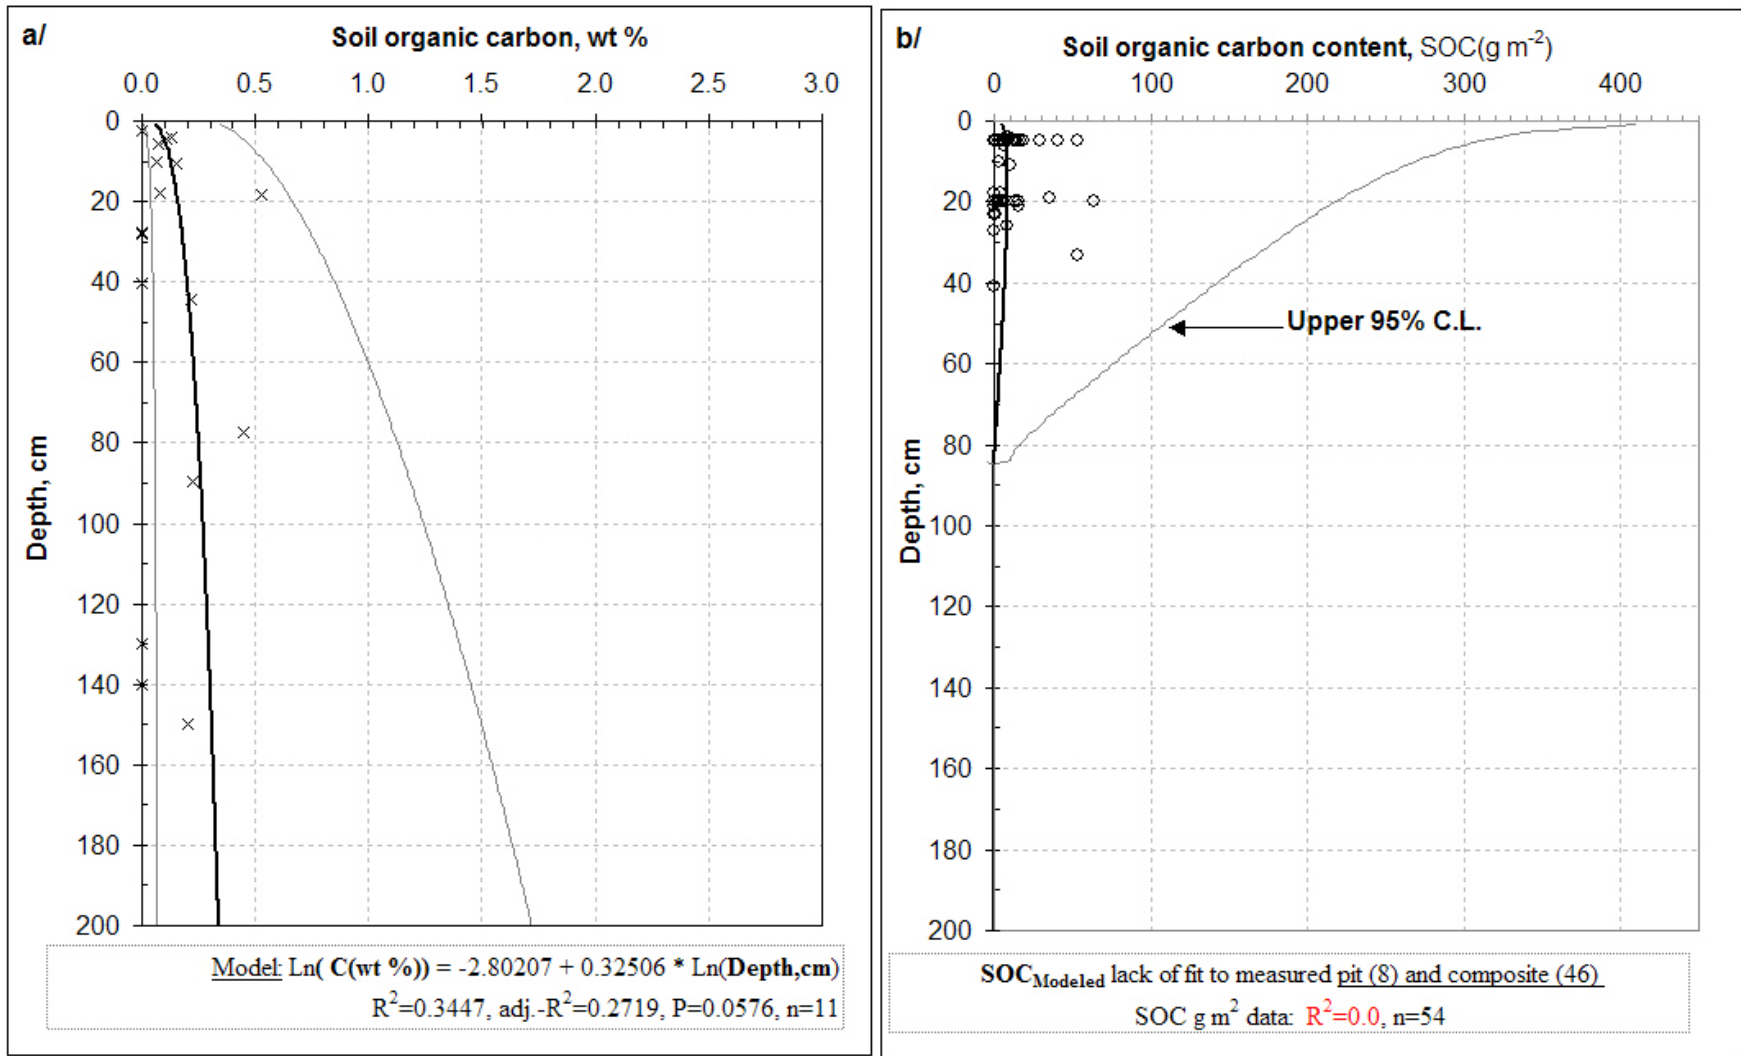 a/
Soil organic carbon, wt %
0.0 0.5 1.0 1.5 2.0 2.5 3.0
0
20
40
60
80
100
120
140
160
180
200
Depth, cm
Model: Ln( C(wt %)) = -2.80207 + 0.32506 * Ln(Depth,cm)
R²=0.3447, adj.-R²=0.2719, P=0.0576, n=11
b/
Soil organic carbon content, SOC(g m⁻²)
0 100 200 300 400
0
20
40
60
80
100
120
140
160
180
200
Depth, cm
Upper 95% C.L.
SOC_Modeled lack of fit to measured pit (8) and composite (46)
SOC g m² data: R²=0.0, n=54